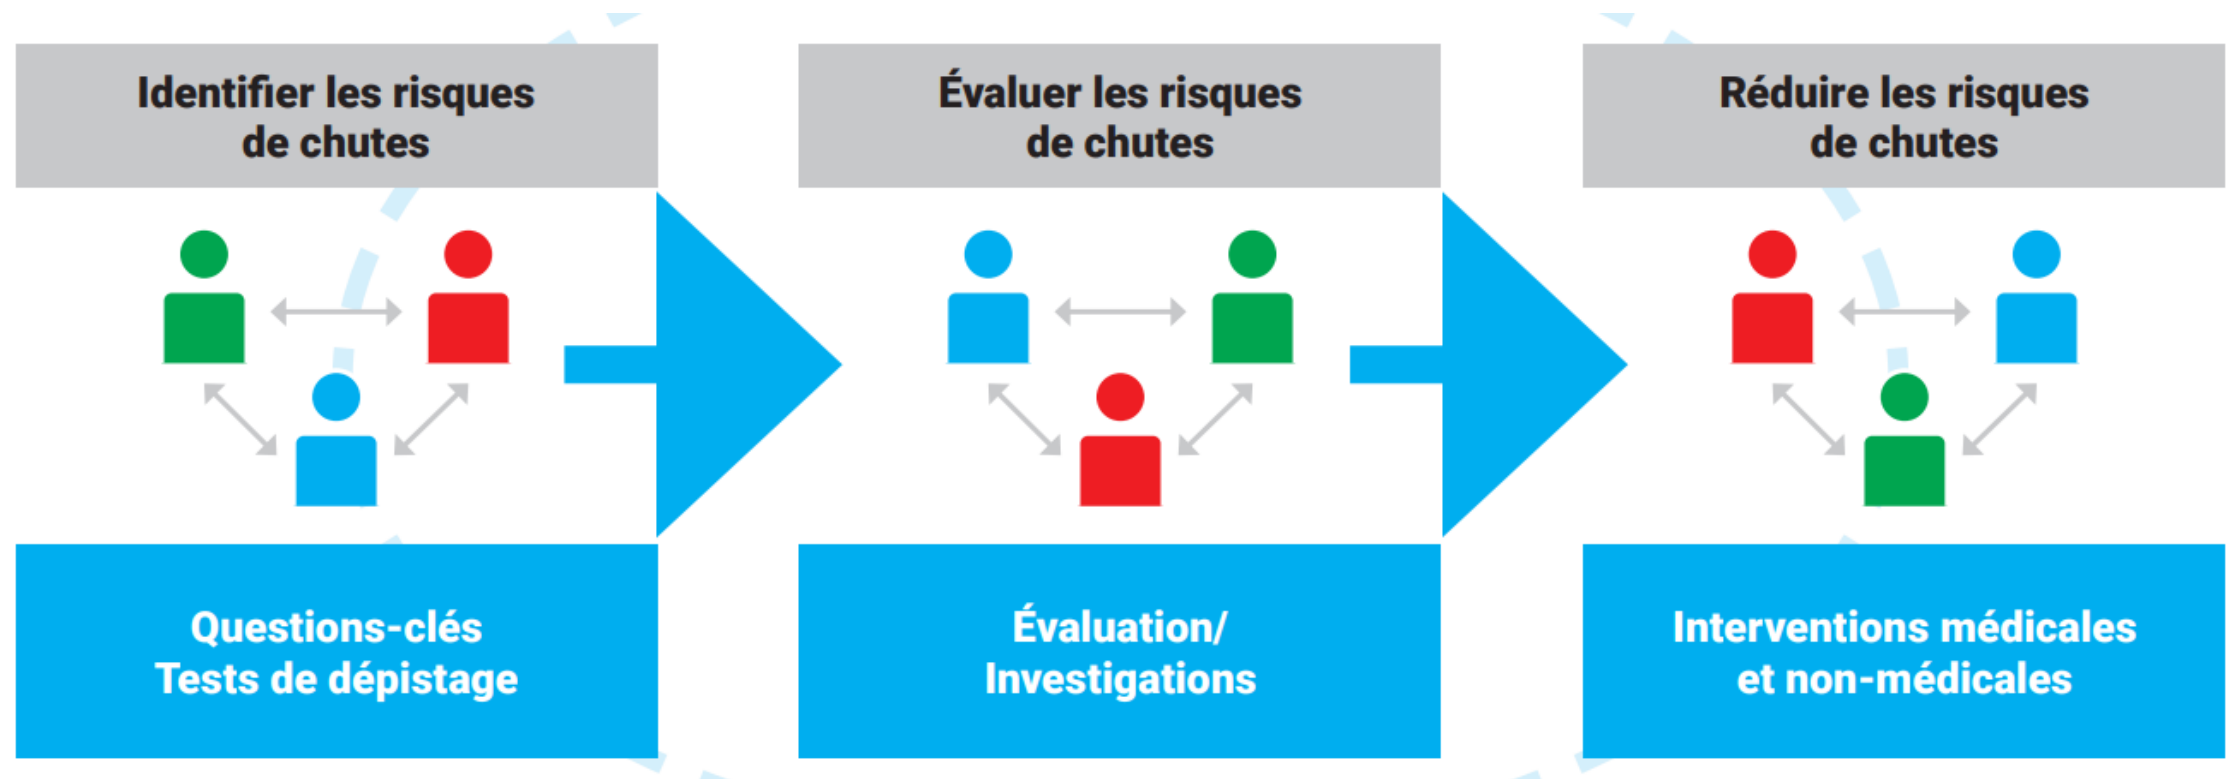 Identifier les risques
de chutes
Évaluer les risques
de chutes
Réduire les risques
de chutes
Questions-clés
Tests de dépistage
Évaluation/
Investigations
Interventions médicales
et non-médicales